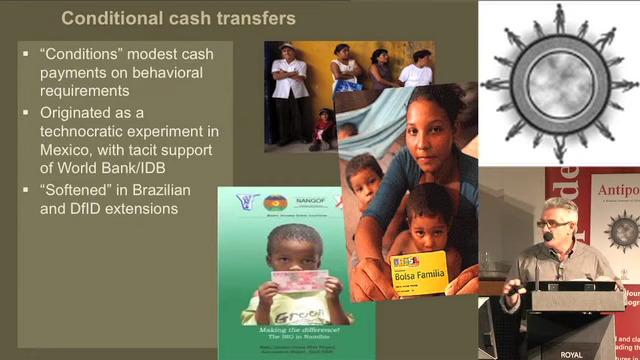 Conditional cash transfers
▪ “Conditions” modest cash
payments on behavioral
requirements
▪ Originated as a
technocratic experiment in
Mexico, with tacit support
of World Bank/IDB
▪ “Softened” in Brazilian
and DfID extensions
NANGOF
Making the difference!
The BIG in Namibia
Bolsa Família
Antipo
ROYAL